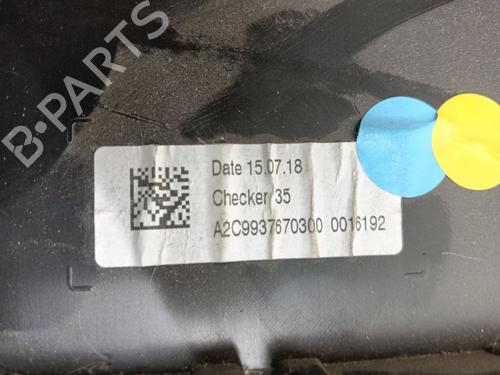 B-PARTS
Date 15.07.18
Checker 35
A2C9937670300 0016192